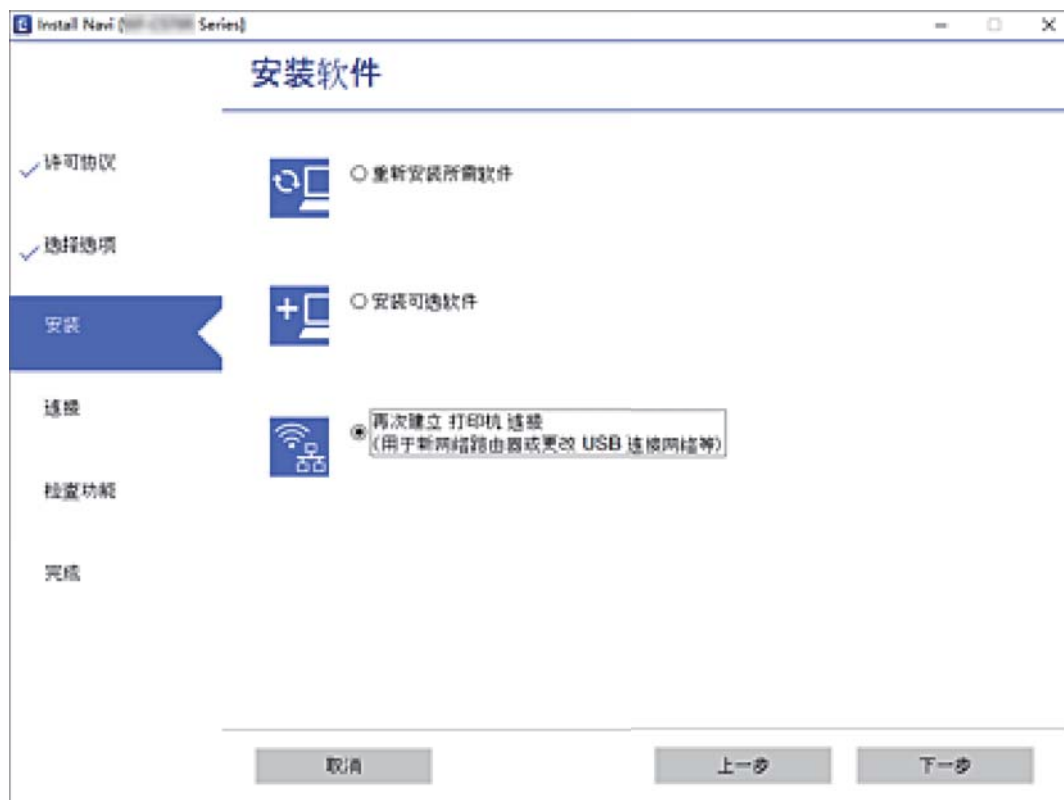 Install Navi ( Series)
安装软件
许可协议
选择选项
安装
连接
检查功能
完成
重新安装所需软件
安装可选软件
再次建立 打印机 连接
(用于新网络路由器或更改 USB 连接网络等)
取消
上一步
下一步